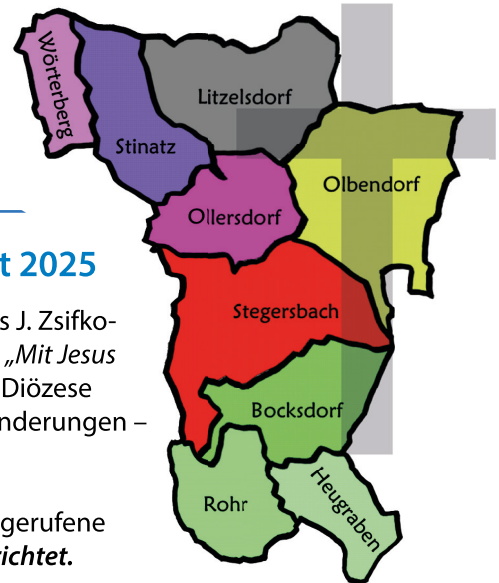 Wörterberg
Stinatz
Litzelsdorf
Olbendorf
Ollersdorf
Stegersbach
Bocksdorf
Rohr
Heugraben
t 2025
s J. Zsifko-
„Mit Jesus
Diözese
nderungen –
gerufene
richtet.